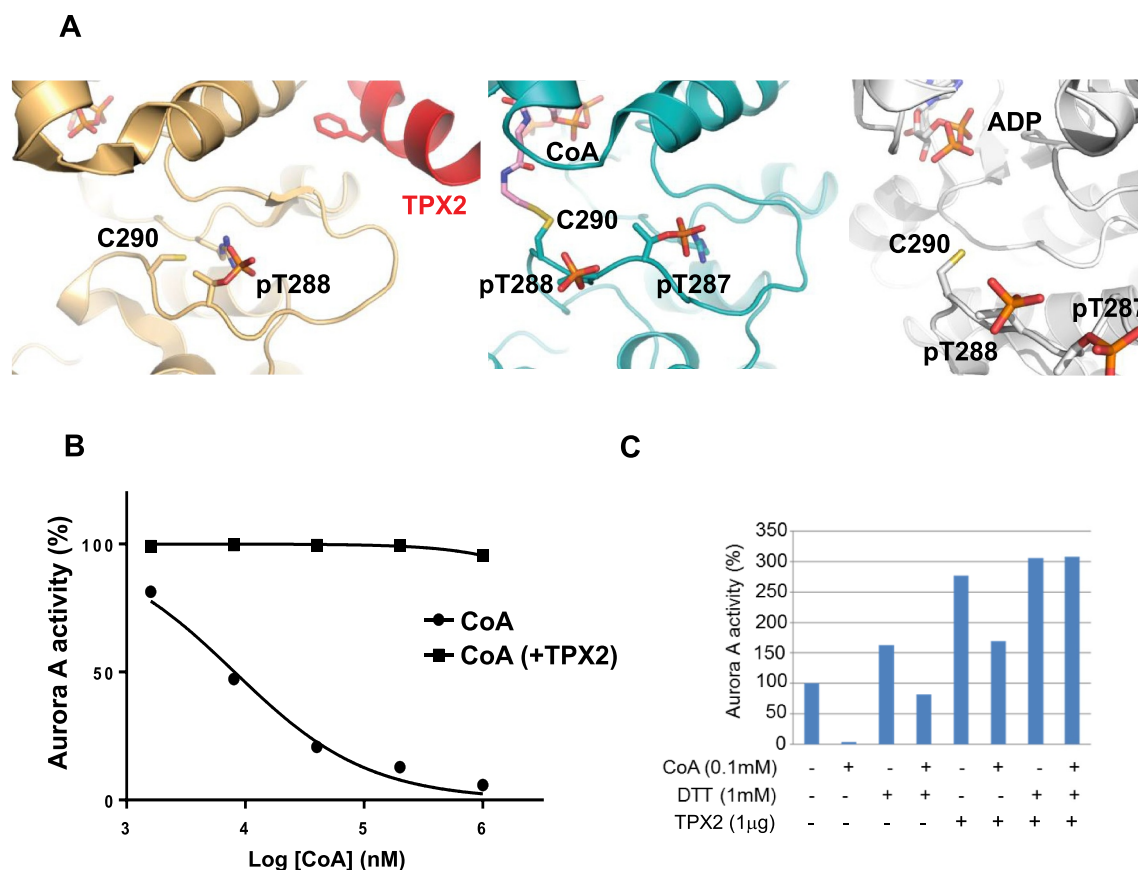 A
TPX2
C290
pT288
CoA
C290
pT288
pT287
ADP
C290
pT288
pT287
B
Aurora A activity (%)
100
50
0
3 4 5 6
Log [CoA] (nM)
CoA
CoA (+TPX2)
C
Aurora A activity (%)
350
300
250
200
150
100
50
0
CoA (0.1mM) - + - + - + - +
DTT (1mM) - - + + - - + +
TPX2 (1µg) - - - - + + + +